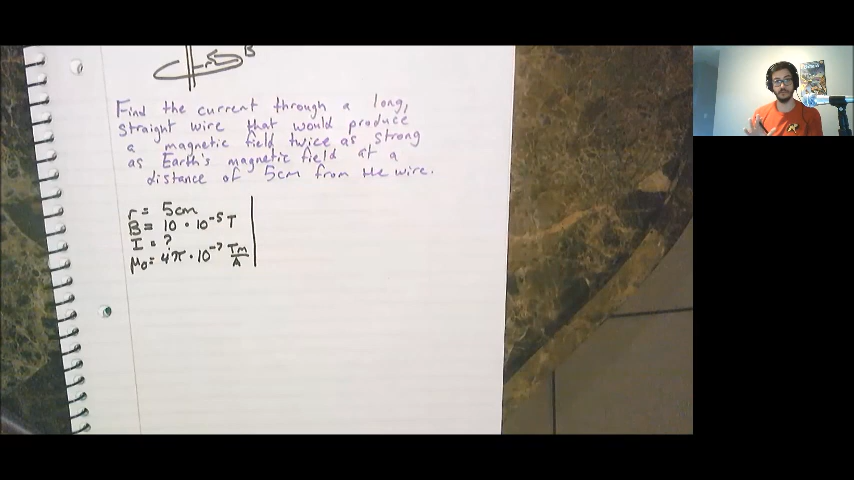 B
r
Find the current through a long,
straight wire that would produce
a magnetic field twice as strong
as Earth's magnetic field at a
distance of 5cm from the wire.
r = 5cm
B = 10 · 10⁻⁵ T
I = ?
μ₀ = 4π · 10⁻⁷ Tm/A